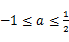 −1 ≤ a ≤ 1/2